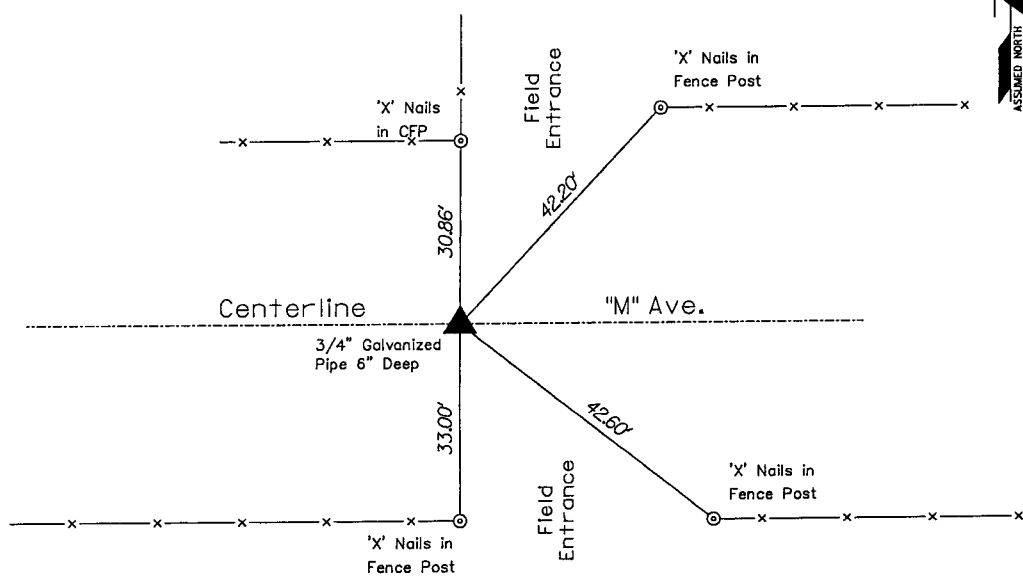 ASSUMED NORTH
'X' Nails
in CFP
Field
Entrance
'X' Nails in
Fence Post
30.86'
42.20'
Centerline
"M" Ave.
3/4" Galvanized
Pipe 6" Deep
33.00'
42.60'
'X' Nails in
Fence Post
Field
Entrance
'X' Nails in
Fence Post